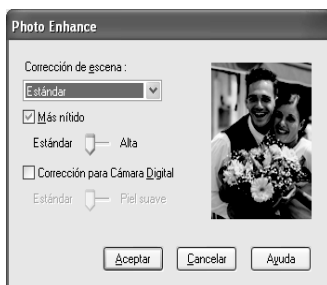 Photo Enhance
Corrección de escena :
Estándar
Más nítido
Estándar Alta
Corrección para Cámara Digital
Estándar Piel suave
Aceptar Cancelar Ayuda